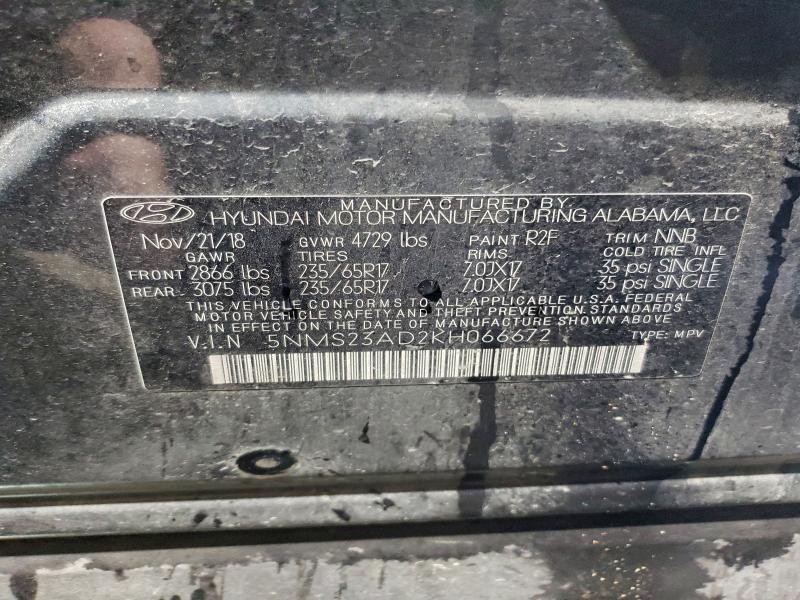 MANUFACTURED BY
HYUNDAI MOTOR MANUFACTURING ALABAMA, LLC
Nov/21/18 GVWR 4729 lbs PAINT R2F TRIM NNB
GAWR TIRES RIMS. COLD TIRE INFL
FRONT 2866 lbs 235/65R17 7.0JX17 35 psi SINGLE
REAR 3075 lbs 235/65R17 7.0JX17 35 psi SINGLE
THIS VEHICLE CONFORMS TO ALL APPLICABLE U.S.A. FEDERAL
MOTOR VEHICLE SAFETY AND THEFT PREVENTION STANDARDS
IN EFFECT ON THE DATE OF MANUFACTURE SHOWN ABOVE
V.I.N 5NMS23AD2KH066672 TYPE: MPV